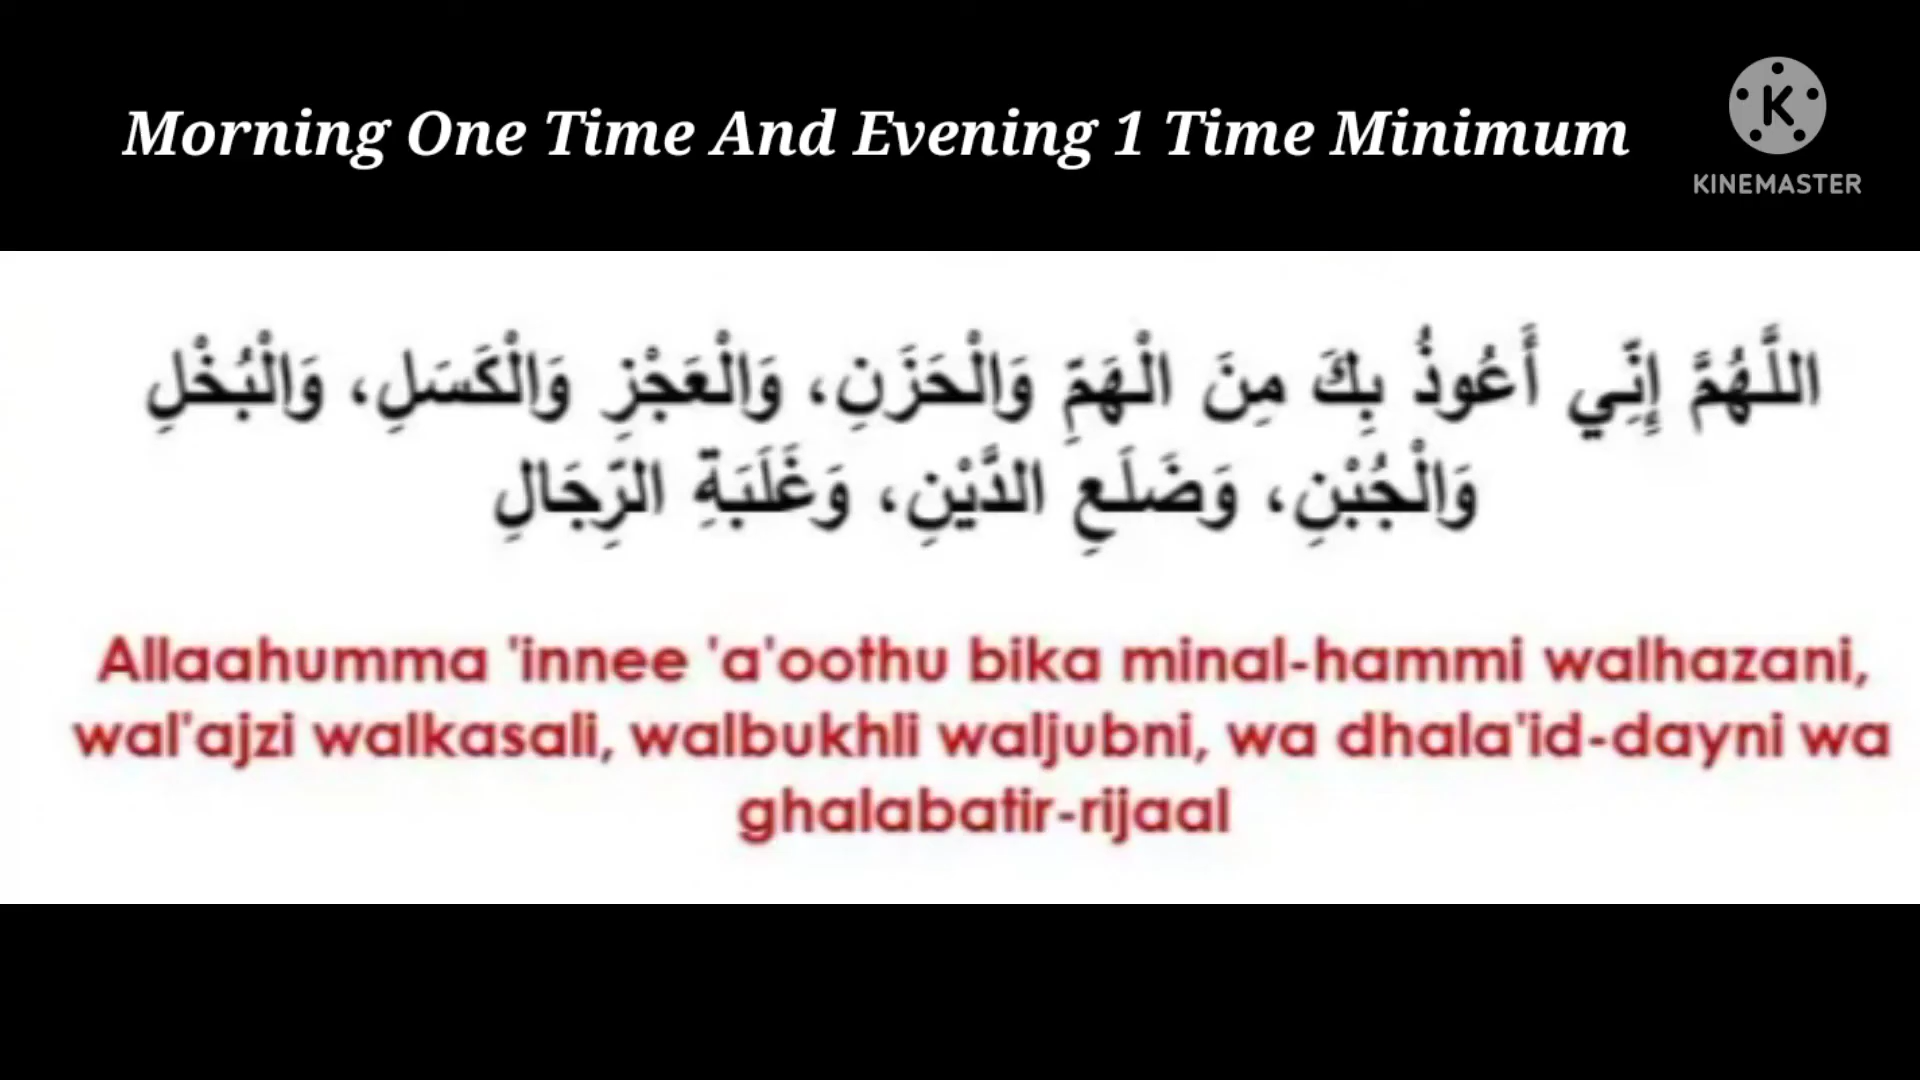 Morning One Time And Evening 1 Time Minimum
KINEMASTER
اللَّهُمَّ إِنِّي أَعُوذُ بِكَ مِنَ الْهَمِّ وَالْحَزَنِ، وَالْعَجْزِ وَالْكَسَلِ، وَالْبُخْلِ
وَالْجُبْنِ، وَضَلَعِ الدَّيْنِ، وَغَلَبَةِ الرِّجَالِ
Allaahumma 'innee 'a'oothu bika minal-hammi walhazani,
wal'ajzi walkasali, walbukhli waljubni, wa dhala'id-dayni wa
ghalabatir-rijaal